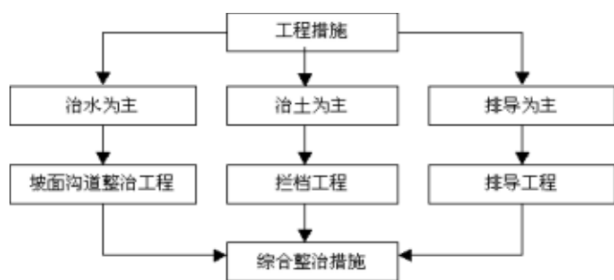 工程措施
治水为主
治土为主
排导为主
坡面沟道整治工程
拦档工程
排导工程
综合整治措施